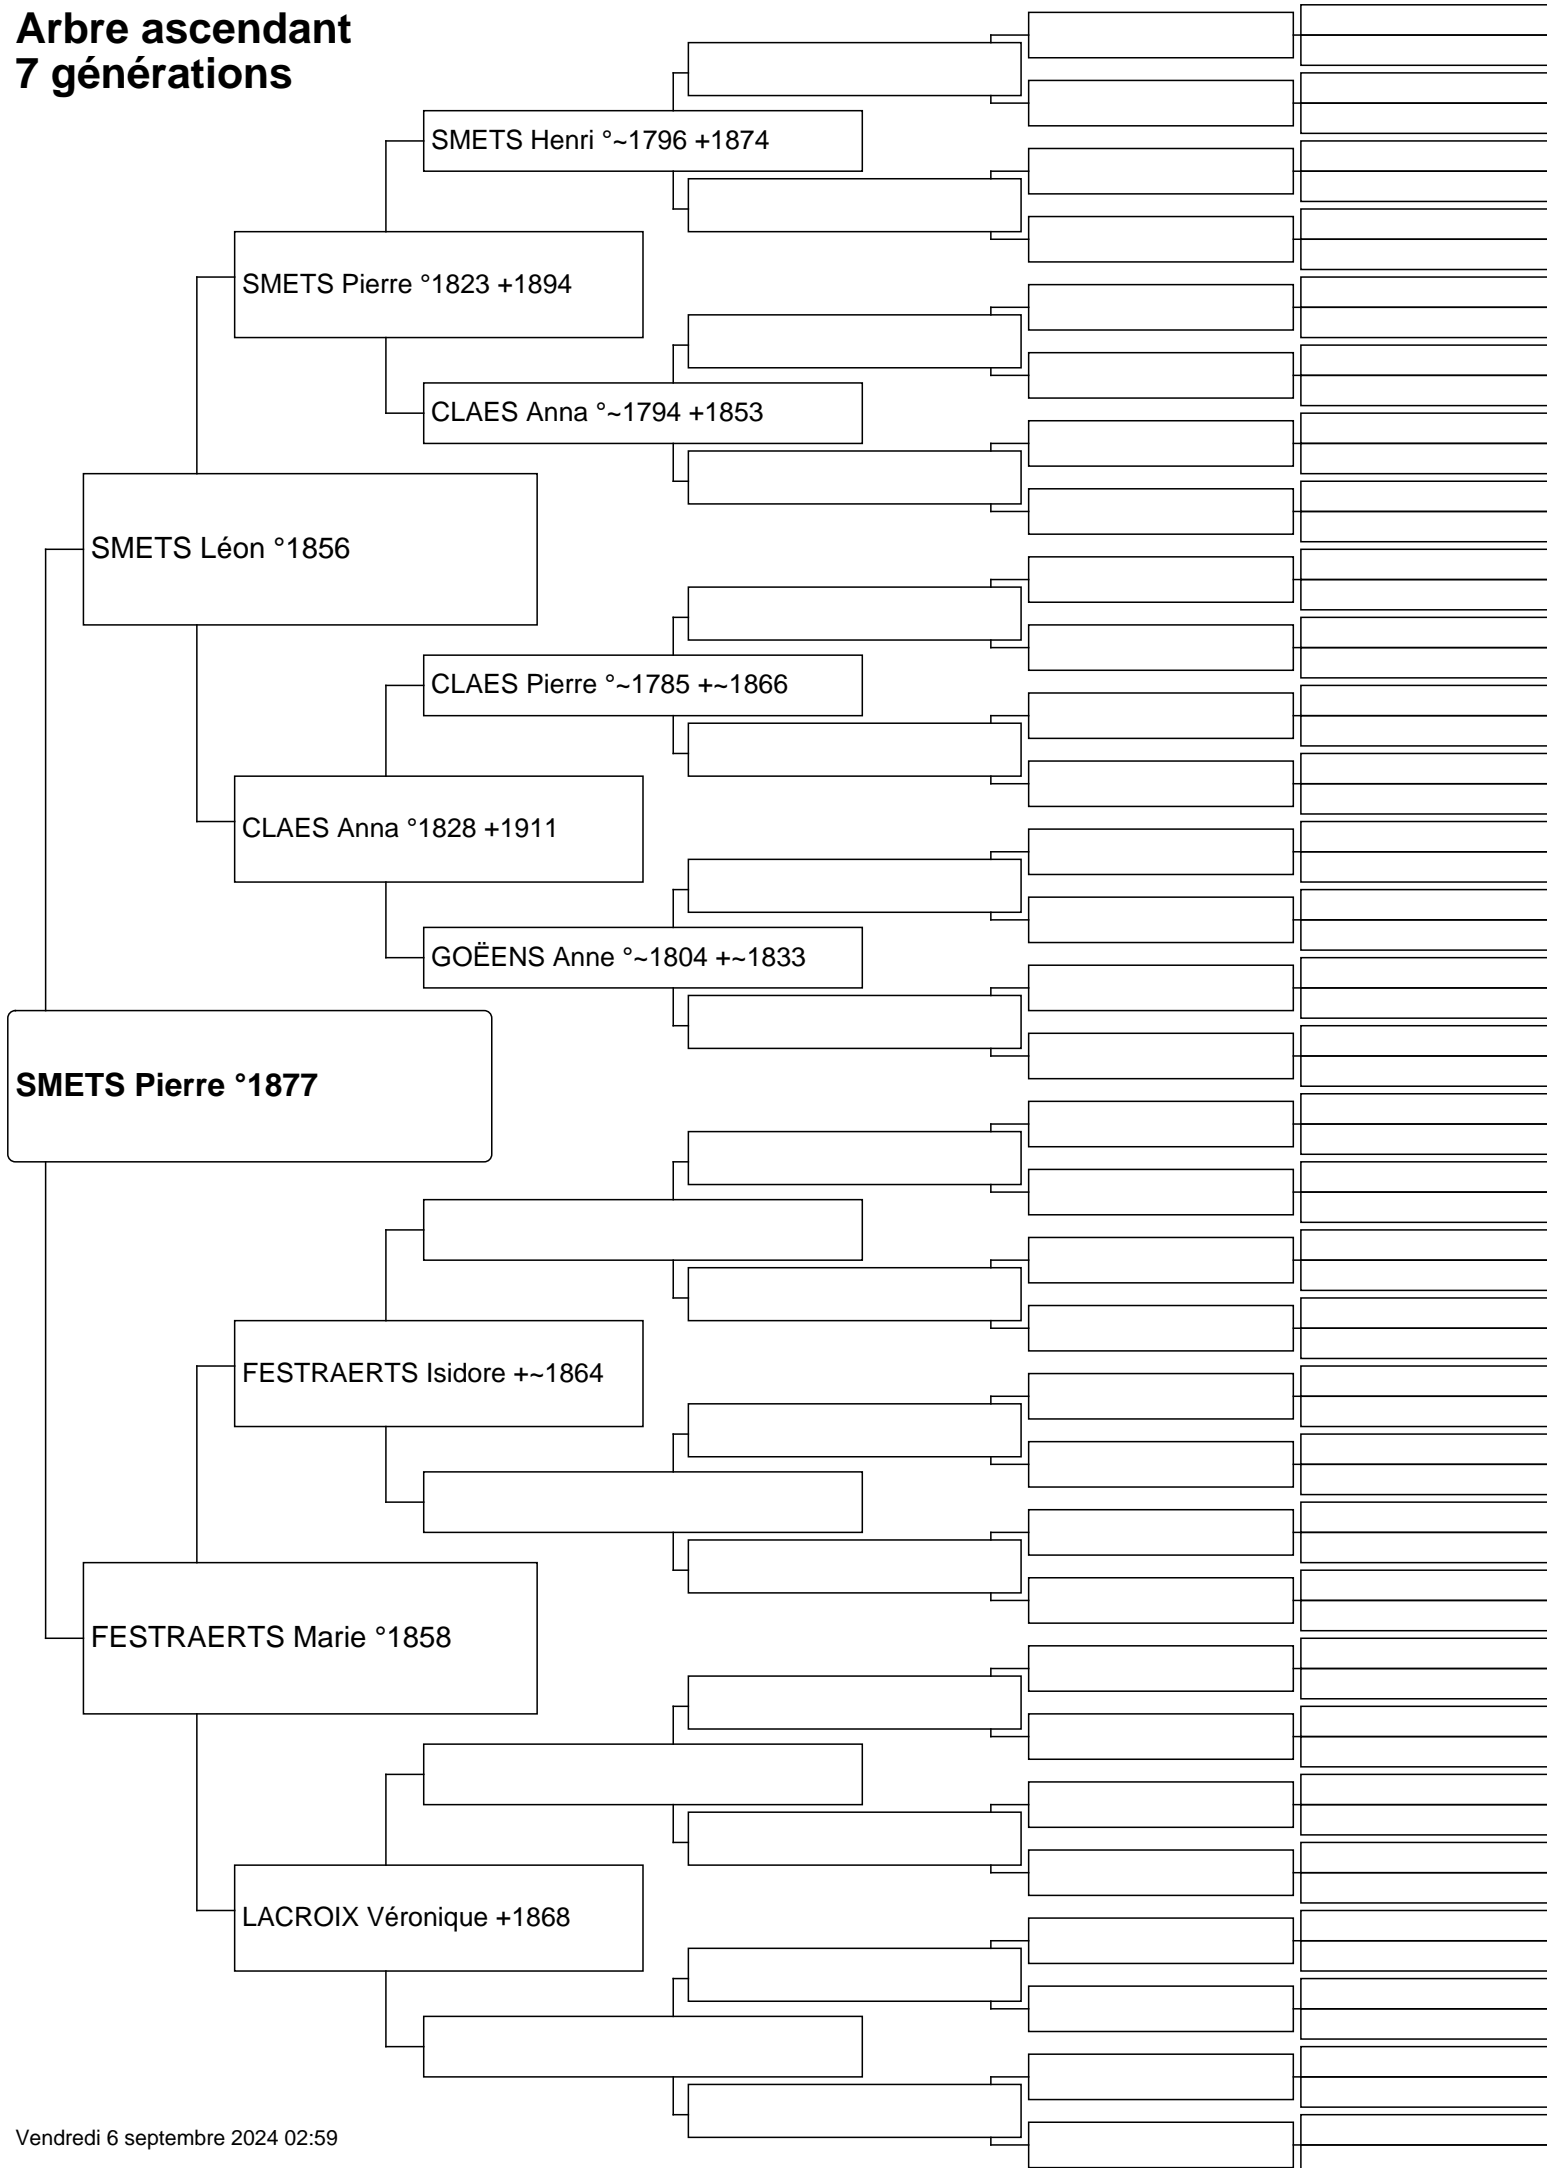 Arbre ascendant
7 générations
SMETS Henri °~1796 +1874
SMETS Pierre °1823 +1894
CLAES Anna °~1794 +1853
SMETS Léon °1856
CLAES Pierre °~1785 +~1866
CLAES Anna °1828 +1911
GOËENS Anne °~1804 +~1833
SMETS Pierre °1877
FESTRAERTS Isidore +~1864
FESTRAERTS Marie °1858
LACROIX Véronique +1868
Vendredi 6 septembre 2024 02:59